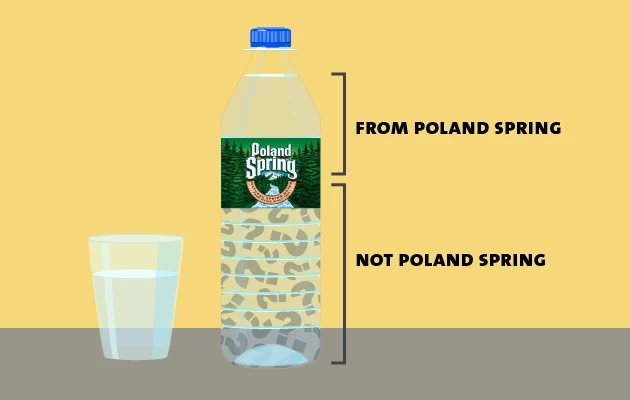 Poland
Spring
FROM POLAND SPRING
NOT POLAND SPRING